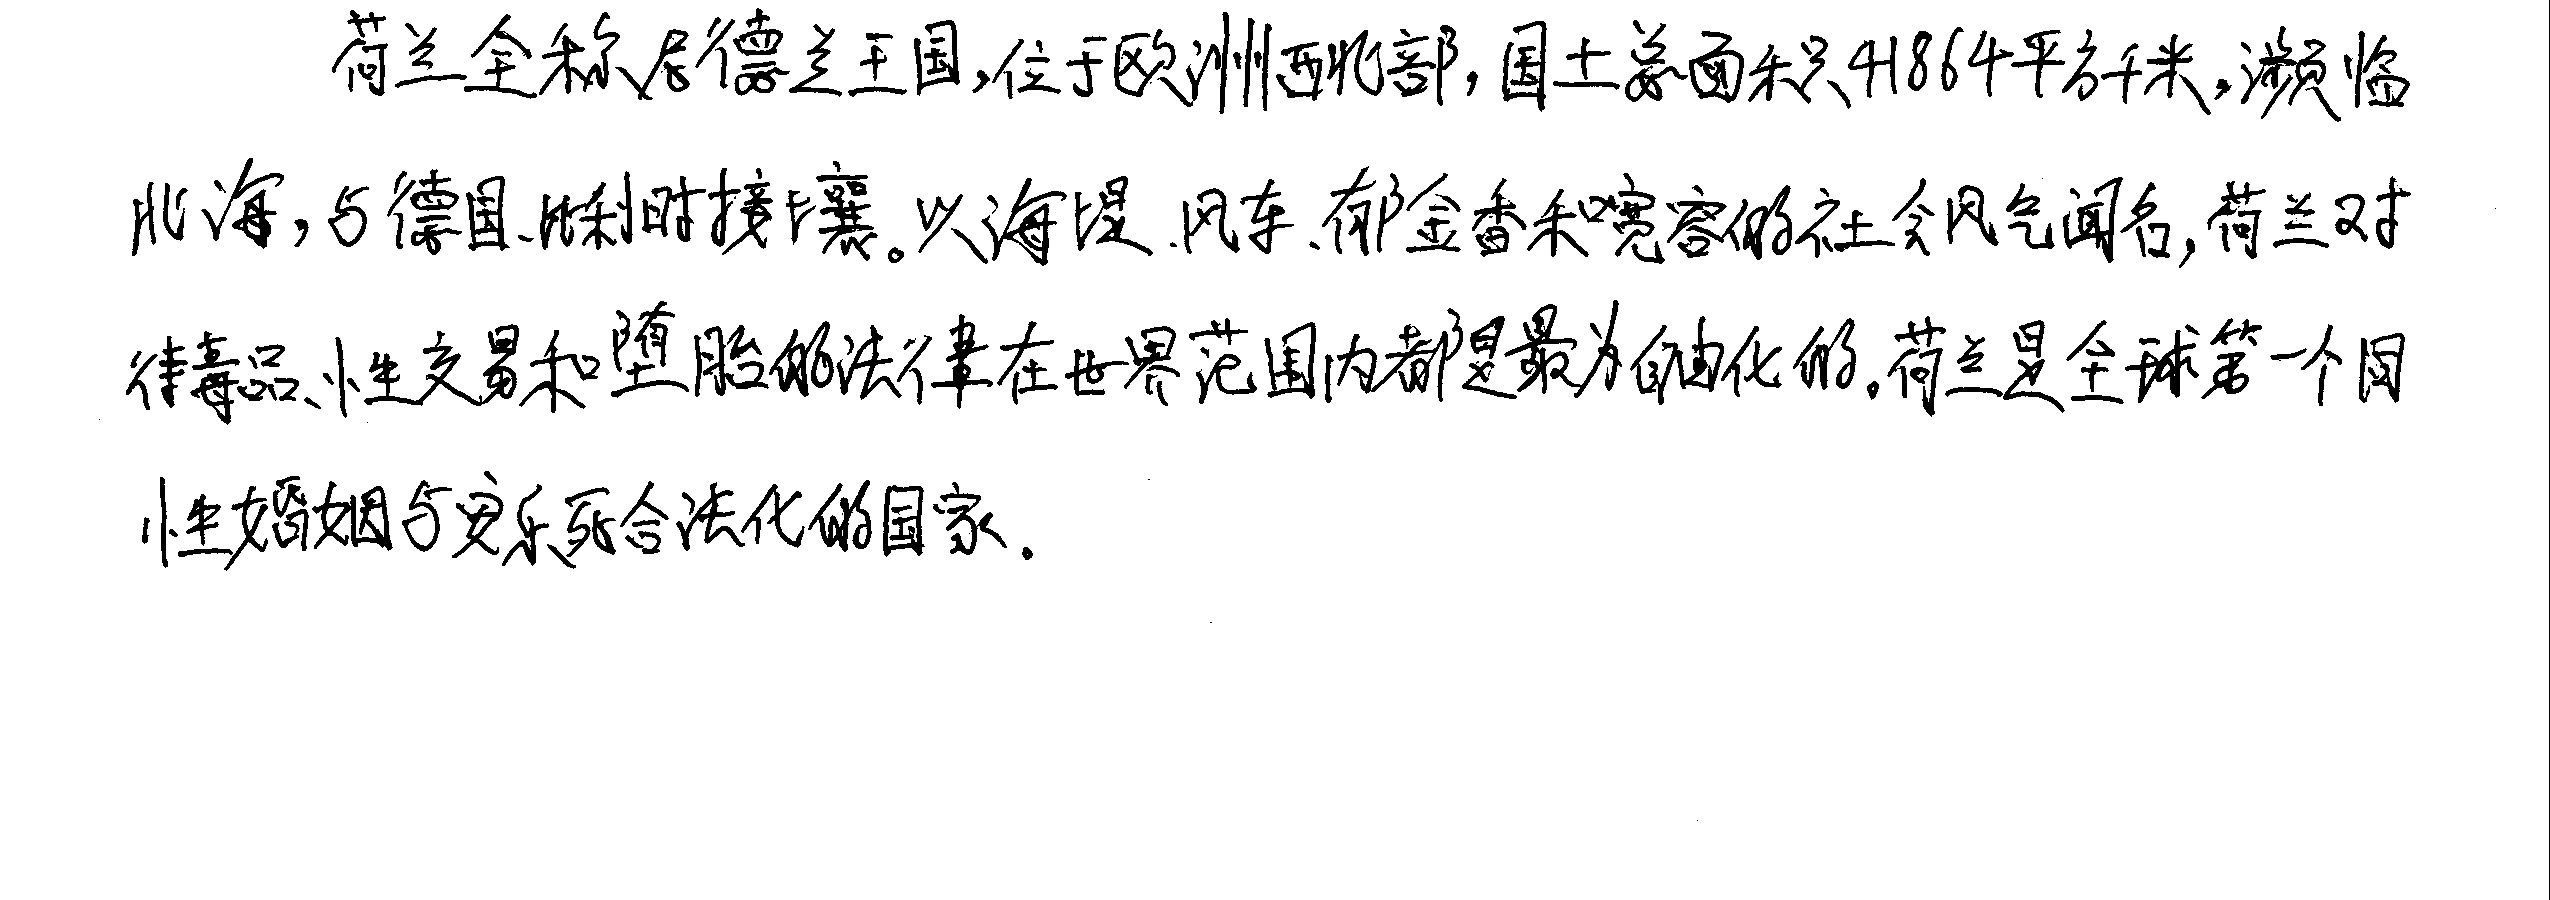 荷兰全称尼德兰王国,位于欧洲西北部,国土总面积只41864平方千米,濒临
北海,与德国、比利时接壤。以海堤、风车、郁金香和宽容的社会风气闻名,荷兰对
待毒品、性交易和堕胎的法律在世界范围内都是最为自由化的.荷兰是全球第一个同
性婚姻与安乐死合法化的国家.